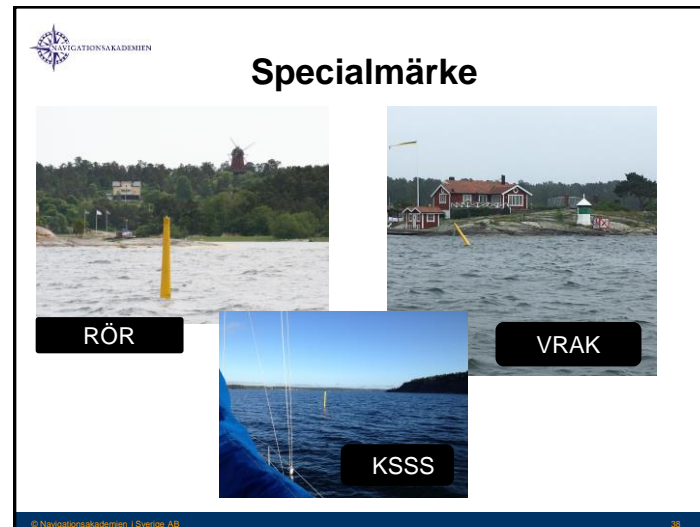 NAVIGATIONSAKADEMIEN
Specialmärke
RÖR
VRAK
KSSS
© Navigationsakademien i Sverige AB
38